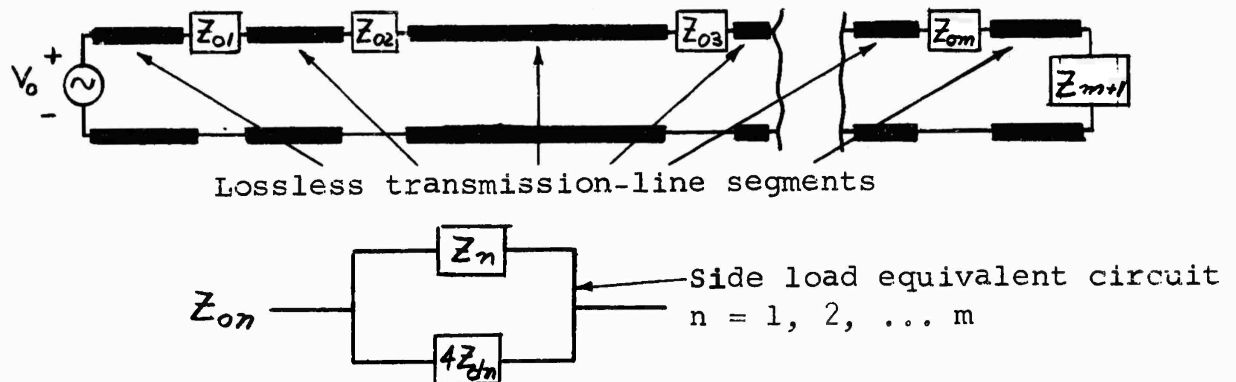 Z01 Z02 Z03 Z0m
+
V0
-
Zm+1
Lossless transmission-line segments
Zn
Side load equivalent circuit
Z0n
n = 1, 2, ... m
4Zdn